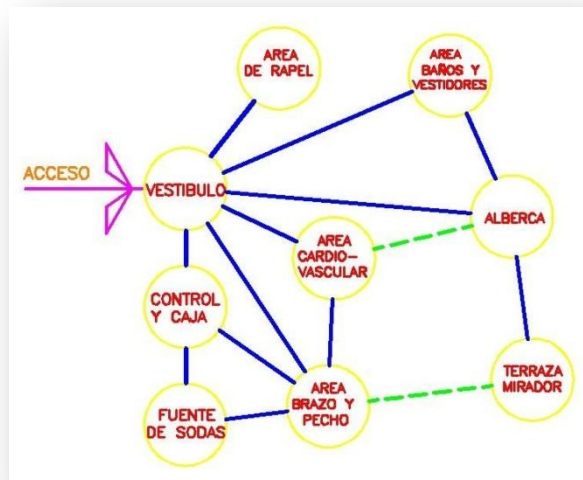 AREA
DE RAPEL
AREA
BAÑOS Y
VESTIDORES
ACCESO
VESTIBULO
ALBERCA
AREA
CARDIO-
VASCULAR
CONTROL
Y CAJA
TERRAZA
MIRADOR
AREA
BRAZO Y
PECHO
FUENTE
DE SODAS